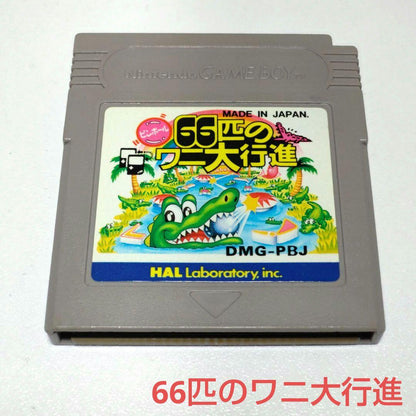 Nintendo GAME BOY
MADE IN JAPAN.
ピンボール
66匹の
ワニ大行進
DMG-PBJ
HAL Laboratory, inc.
66匹のワニ大行進